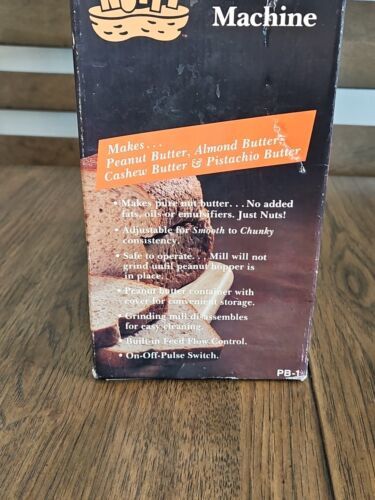 Machine
Makes...
Peanut Butter, Almond Butter,
Cashew Butter & Pistachio Butter
• Makes pure nut butter... No added
fats, oils or emulsifiers. Just Nuts!
• Adjustable for Smooth to Chunky
consistency.
• Safe to operate... Mill will not
grind until peanut hopper is
in place.
• Peanut butter container with
cover for convenient storage.
• Grinding mill disassembles
for easy cleaning.
• Built-in Feed Flow Control.
• On-Off-Pulse Switch.
PB-1